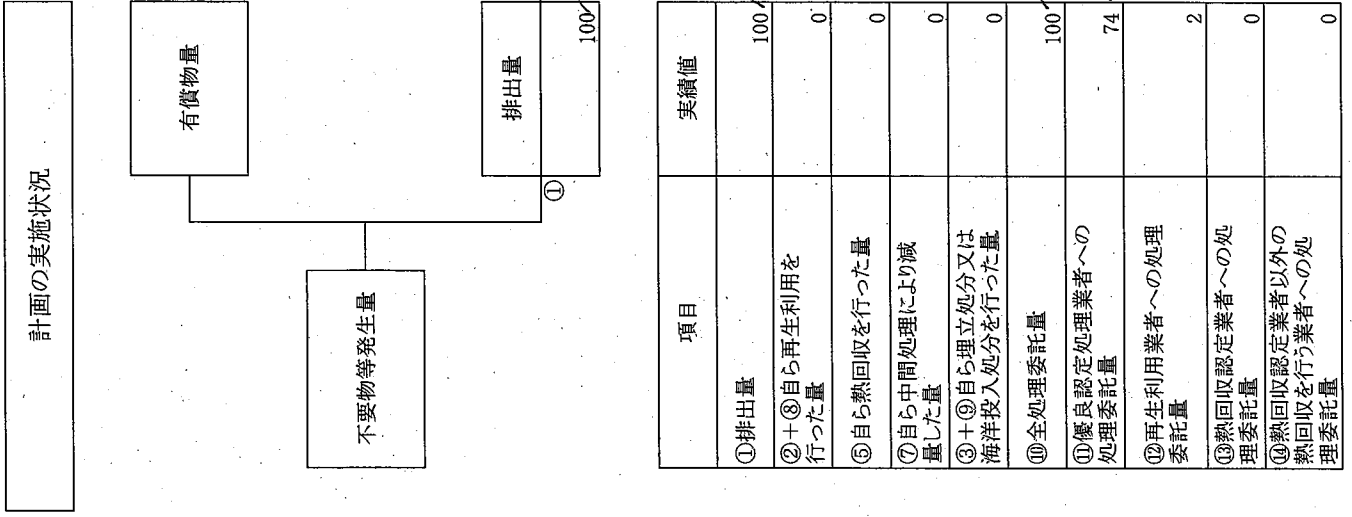 計画の実施状況
有償物量
不要物等発生量
①
排出量
100
項目
実績値
①排出量
100
②+⑧自ら再生利用を
行った量
0
⑤自ら熱回収を行った量
0
⑦自ら中間処理により減
量した量
0
③+⑨自ら埋立処分又は
海洋投入処分を行った量
0
⑩全処理委託量
100
⑪優良認定処理業者への
処理委託量
74
⑫再生利用業者への処理
委託量
2
⑬熱回収認定業者への処
理委託量
0
⑭熱回収認定業者以外の
熱回収を行う業者への処
理委託量
0